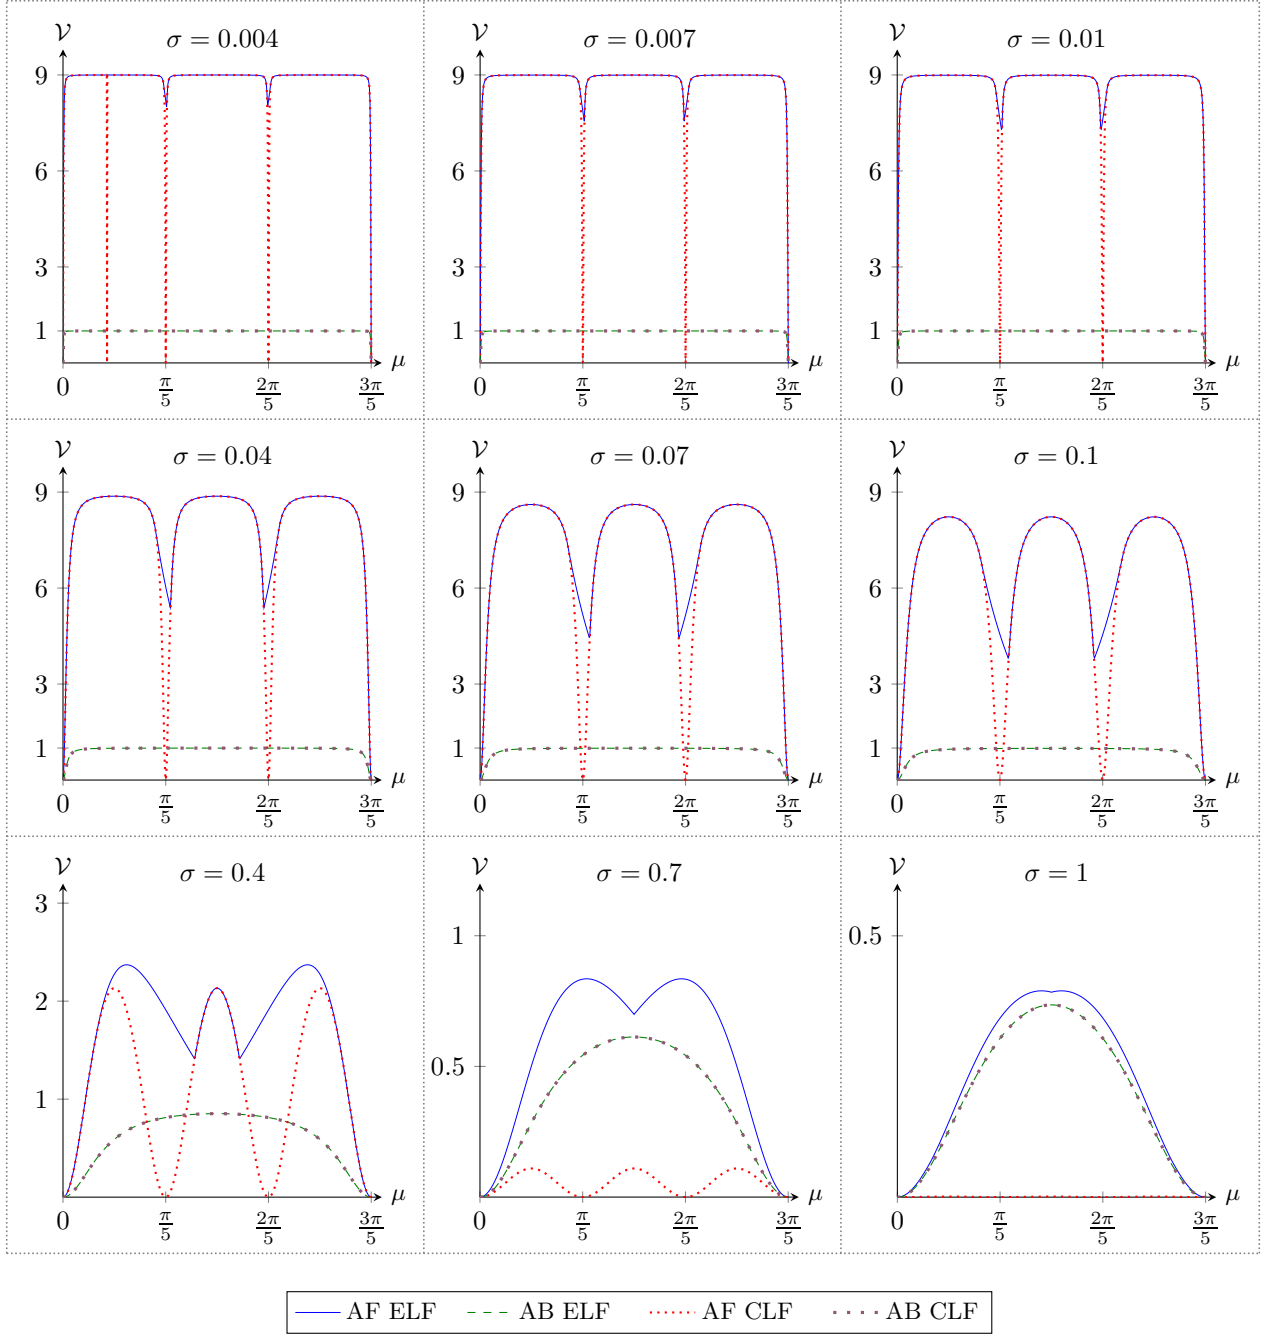 𝒱 σ = 0.004
9
6
3
1
μ
0 π/5 2π/5 3π/5
𝒱 σ = 0.007
9
6
3
1
μ
0 π/5 2π/5 3π/5
𝒱 σ = 0.01
9
6
3
1
μ
0 π/5 2π/5 3π/5
𝒱 σ = 0.04
9
6
3
1
μ
0 π/5 2π/5 3π/5
𝒱 σ = 0.07
9
6
3
1
μ
0 π/5 2π/5 3π/5
𝒱 σ = 0.1
9
6
3
1
μ
0 π/5 2π/5 3π/5
𝒱 σ = 0.4
3
2
1
μ
0 π/5 2π/5 3π/5
𝒱 σ = 0.7
1
0.5
μ
0 π/5 2π/5 3π/5
𝒱 σ = 1
0.5
μ
0 π/5 2π/5 3π/5
AF ELF AB ELF AF CLF AB CLF